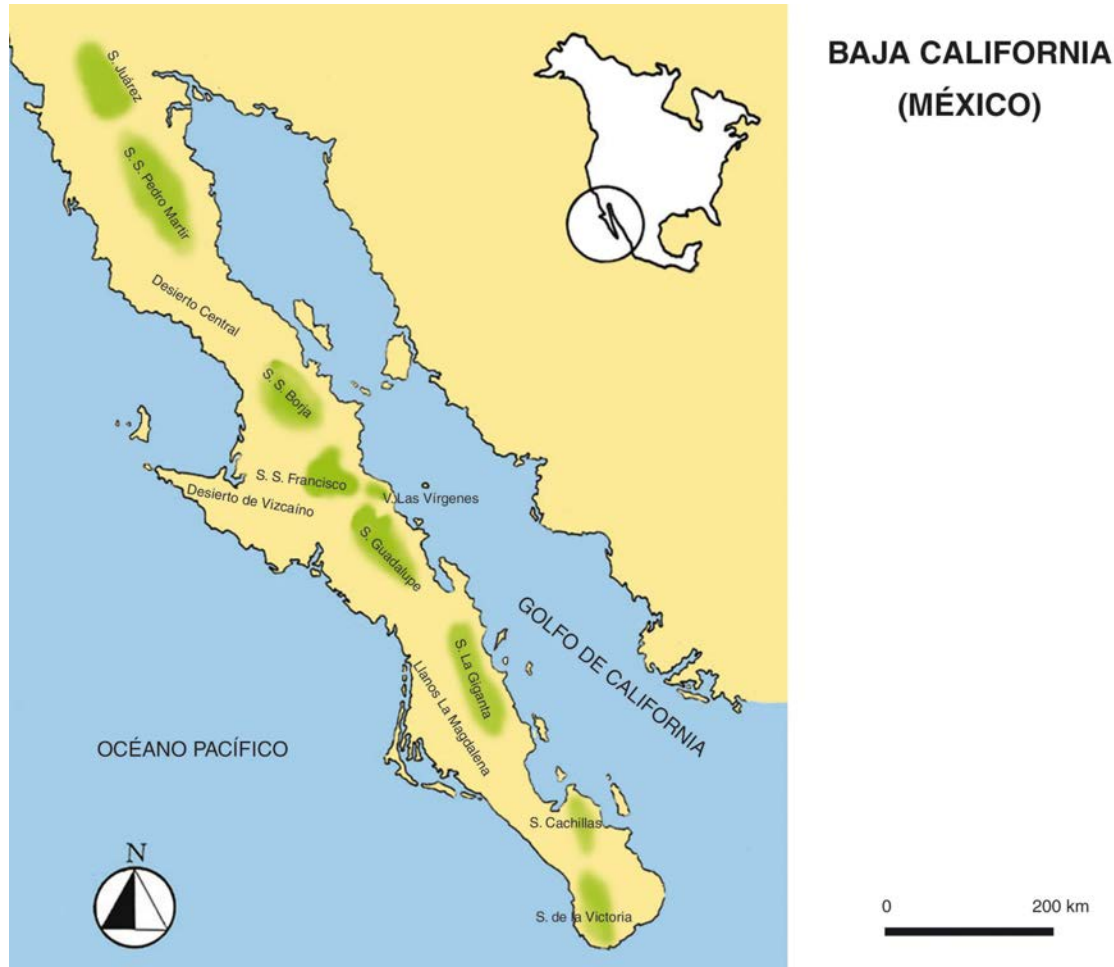 BAJA CALIFORNIA
(MÉXICO)
S. Juárez
S. S. Pedro Martir
Desierto Central
S. S. Borja
S. S. Francisco
Desierto de Vizcaíno
V. Las Vírgenes
S. Guadalupe
GOLFO DE CALIFORNIA
S. La Giganta
Llanos La Magdalena
OCÉANO PACÍFICO
S. Cachillas
N
S. de la Victoria
0 200 km